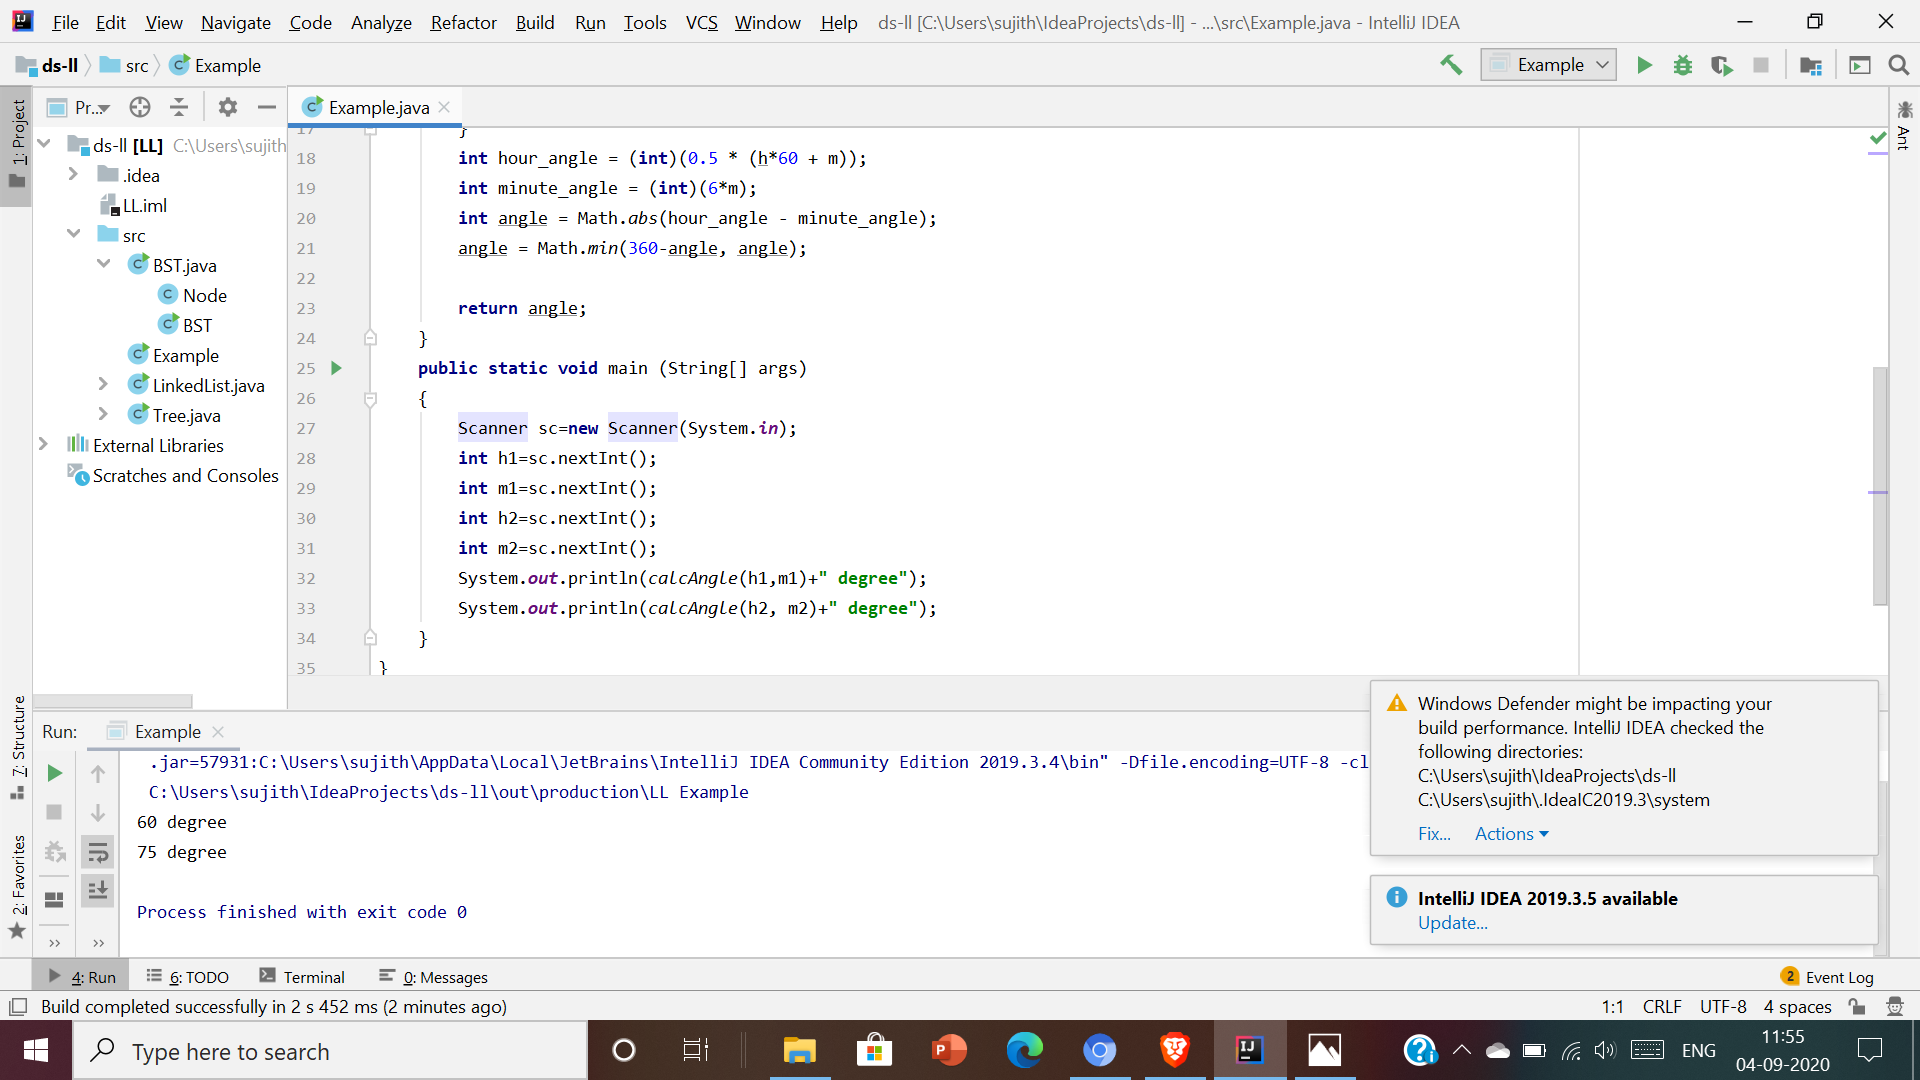 File Edit View Navigate Code Analyze Refactor Build Run Tools VCS Window Help ds-ll [C:\Users\sujith\IdeaProjects\ds-ll] - ...\src\Example.java - IntelliJ IDEA
ds-ll src Example
Example
1: Project
Pr...
Example.java
Ant
ds-ll [LL] C:\Users\sujith
.idea
LL.iml
src
BST.java
Node
BST
Example
LinkedList.java
Tree.java
External Libraries
Scratches and Consoles
17 }
18 int hour_angle = (int)(0.5 * (h*60 + m));
19 int minute_angle = (int)(6*m);
20 int angle = Math.abs(hour_angle - minute_angle);
21 angle = Math.min(360-angle, angle);
22
23 return angle;
24 }
25 public static void main (String[] args)
26 {
27 Scanner sc=new Scanner(System.in);
28 int h1=sc.nextInt();
29 int m1=sc.nextInt();
30 int h2=sc.nextInt();
31 int m2=sc.nextInt();
32 System.out.println(calcAngle(h1,m1)+" degree");
33 System.out.println(calcAngle(h2, m2)+" degree");
34 }
35 }
7: Structure
2: Favorites
Run: Example
.jar=57931:C:\Users\sujith\AppData\Local\JetBrains\IntelliJ IDEA Community Edition 2019.3.4\bin" -Dfile.encoding=UTF-8 -cl
C:\Users\sujith\IdeaProjects\ds-ll\out\production\LL Example
60 degree
75 degree
Process finished with exit code 0
Windows Defender might be impacting your
build performance. IntelliJ IDEA checked the
following directories:
C:\Users\sujith\IdeaProjects\ds-ll
C:\Users\sujith\.IdeaIC2019.3\system
Fix... Actions
IntelliJ IDEA 2019.3.5 available
Update...
4: Run 6: TODO Terminal 0: Messages 2 Event Log
Build completed successfully in 2 s 452 ms (2 minutes ago) 1:1 CRLF UTF-8 4 spaces
Type here to search ENG 11:55
04-09-2020